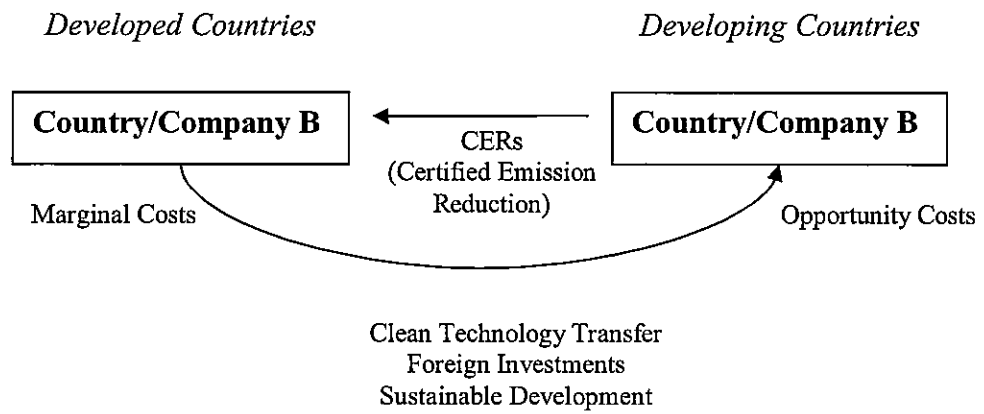 Developed Countries
Developing Countries
Country/Company B
Country/Company B
CERs
(Certified Emission
Reduction)
Marginal Costs
Opportunity Costs
Clean Technology Transfer
Foreign Investments
Sustainable Development